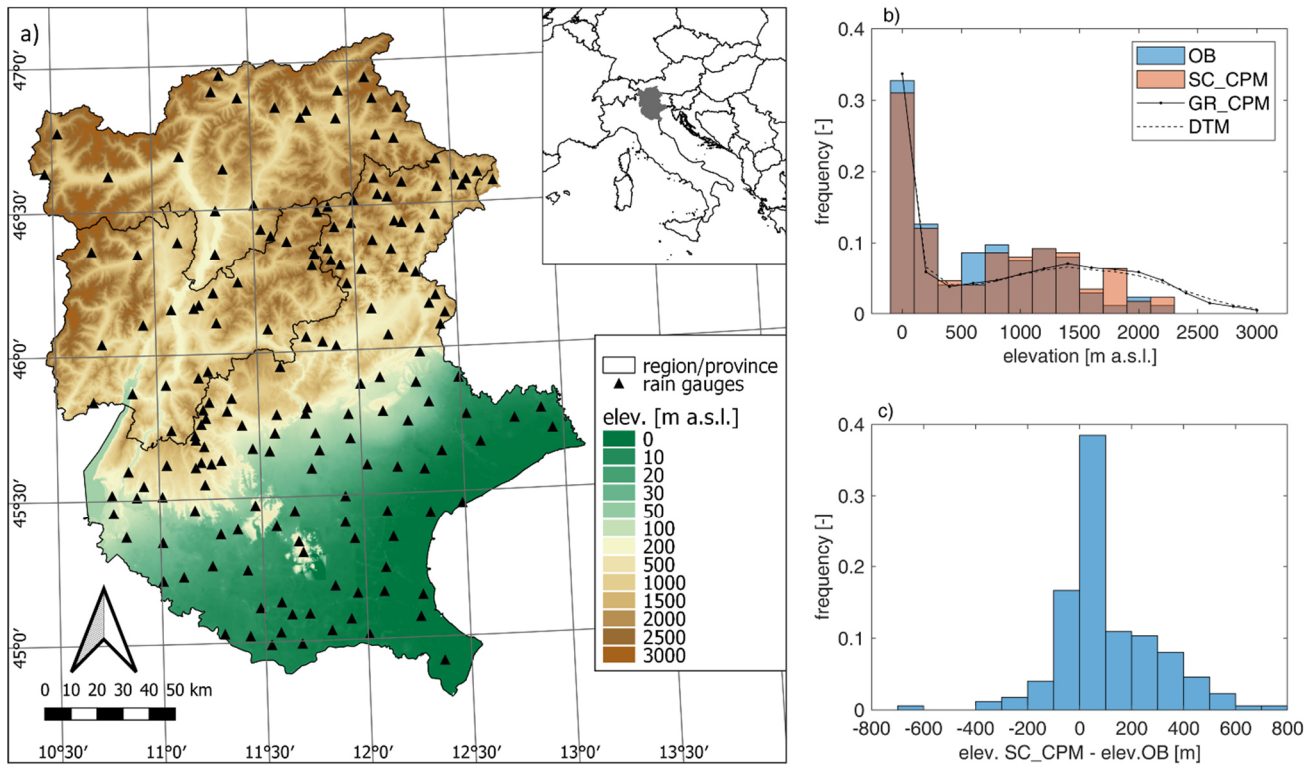 a)
47°0'
46°30'
46°0'
45°30'
45°0'
10°30'
11°0'
11°30'
12°0'
12°30'
13°0'
13°30'
0 10 20 30 40 50 km
region/province
rain gauges
elev. [m a.s.l.]
0
10
20
30
50
100
200
500
1000
1500
2000
2500
3000
b)
frequency [-]
0.4
0.3
0.2
0.1
0
OB
SC_CPM
GR_CPM
DTM
0 500 1000 1500 2000 2500 3000
elevation [m a.s.l.]
c)
frequency [-]
0.4
0.3
0.2
0.1
0
-800 -600 -400 -200 0 200 400 600 800
elev. SC_CPM - elev.OB [m]